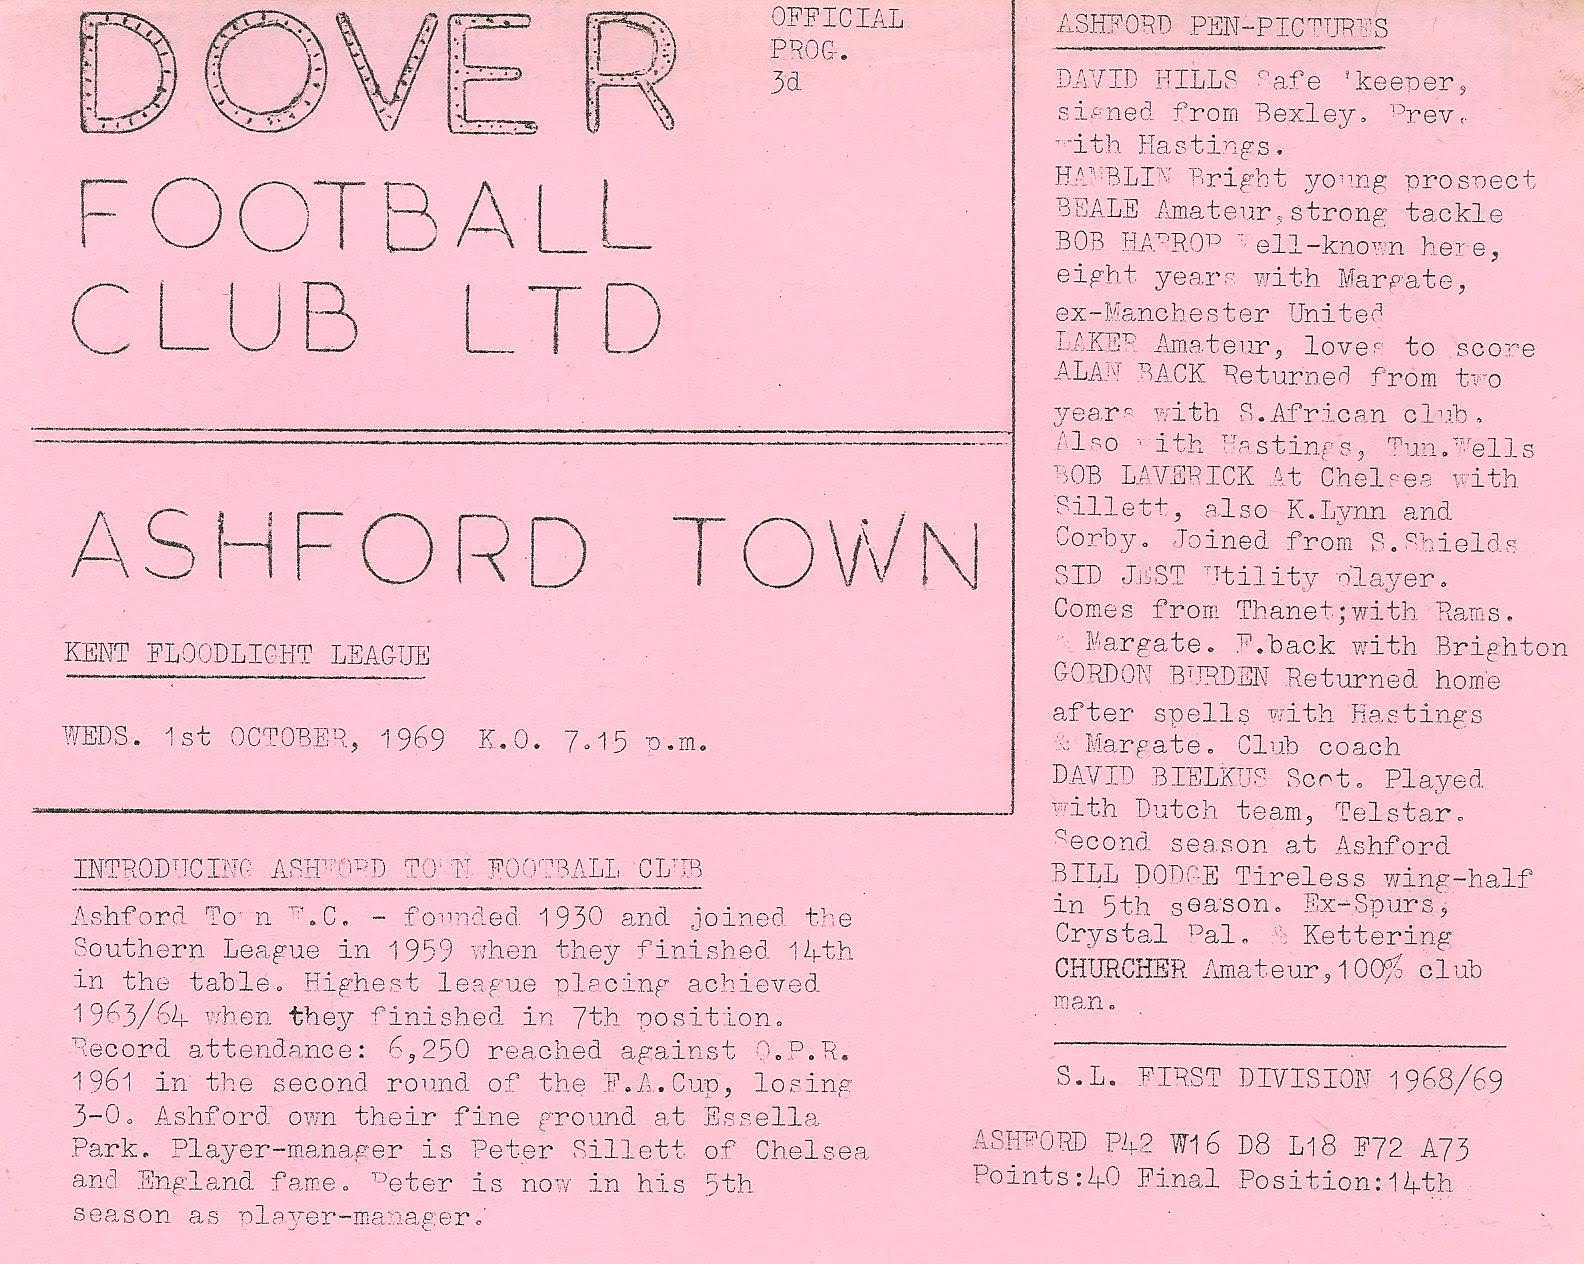 DOVER
FOOTBALL
CLUB LTD
OFFICIAL
PROG.
3d
ASHFORD TOWN
KENT FLOODLIGHT LEAGUE
WEDS. 1st OCTOBER, 1969 K.O. 7.15 p.m.
INTRODUCING ASHFORD TOWN FOOTBALL CLUB
Ashford Town F.C. - founded 1930 and joined the
Southern League in 1959 when they finished 14th
in the table. Highest league placing achieved
1963/64 when they finished in 7th position.
Record attendance: 6,250 reached against Q.P.R.
1961 in the second round of the F.A.Cup, losing
3-0. Ashford own their fine ground at Essella
Park. Player-manager is Peter Sillett of Chelsea
and England fame. Peter is now in his 5th
season as player-manager.
ASHFORD PEN-PICTURES
DAVID HILLS Safe 'keeper,
signed from Bexley. Prev.
with Hastings.
HAMBLIN Bright young prospect
BEALE Amateur,strong tackle
BOB HARROP Well-known here,
eight years with Margate,
ex-Manchester United
LAKER Amateur, loves to score
ALAN BACK Returned from two
years with S.African club.
Also with Hastings, Tun.Wells
BOB LAVERICK At Chelsea with
Sillett, also K.Lynn and
Corby. Joined from S.Shields
SID JEST Utility player.
Comes from Thanet;with Rams.
& Margate. F.back with Brighton
GORDON BURDEN Returned home
after spells with Hastings
& Margate. Club coach
DAVID BIELKUS Scot. Played
with Dutch team, Telstar.
Second season at Ashford
BILL DODGE Tireless wing-half
in 5th season. Ex-Spurs,
Crystal Pal. & Kettering
CHURCHER Amateur,100% club
man.
S.L. FIRST DIVISION 1968/69
ASHFORD P42 W16 D8 L18 F72 A73
Points:40 Final Position:14th